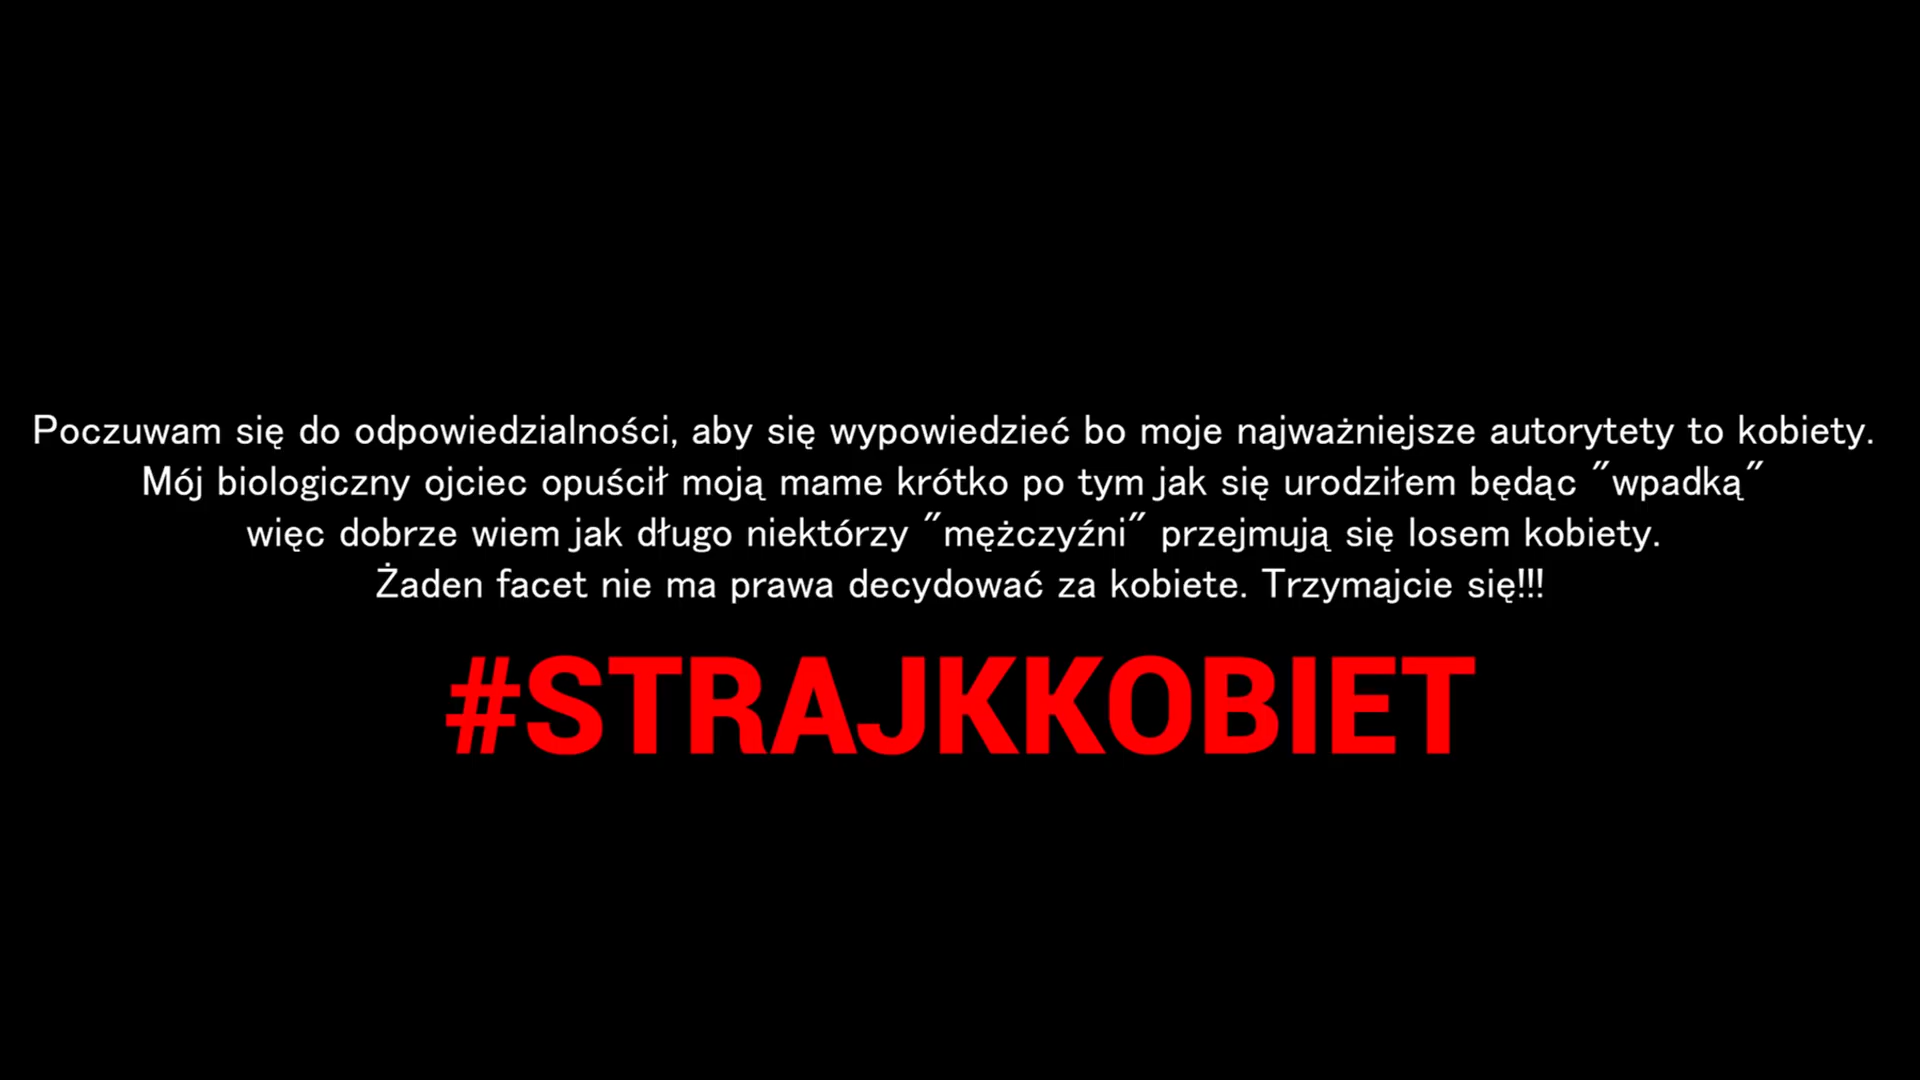 Poczuwam się do odpowiedzialności, aby się wypowiedzieć bo moje najważniejsze autorytety to kobiety.
Mój biologiczny ojciec opuścił moją mame krótko po tym jak się urodziłem będąc "wpadką"
więc dobrze wiem jak długo niektórzy "mężczyźni" przejmują się losem kobiety.
Żaden facet nie ma prawa decydować za kobiete. Trzymajcie się!!!
#STRAJKKOBIET